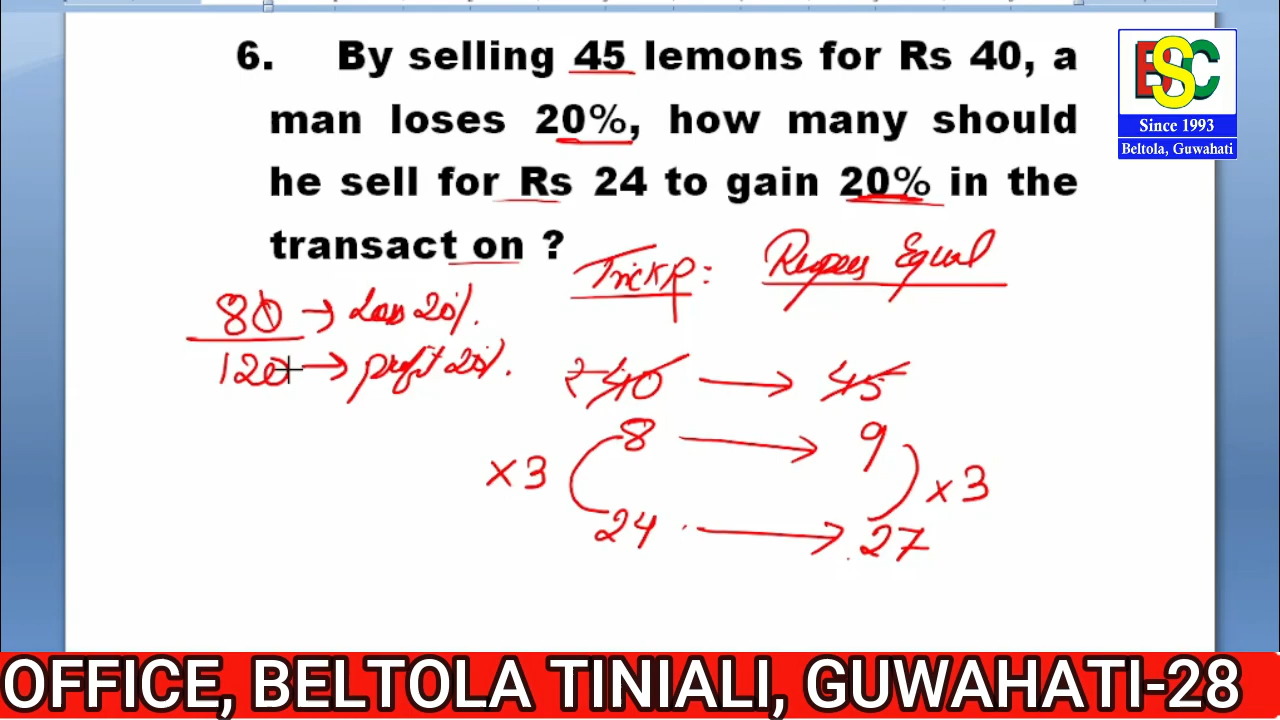 6. By selling 45 lemons for Rs 40, a
man loses 20%, how many should
he sell for Rs 24 to gain 20% in the
transact on ?
BSC
Since 1993
Beltola, Guwahati
Trick : Rupees Equal
80 → Loss 20%.
120 → profit 20%.
₹ 40 → 45
8 → 9
×3 ×3
24 → 27
OFFICE, BELTOLA TINIALI, GUWAHATI-28